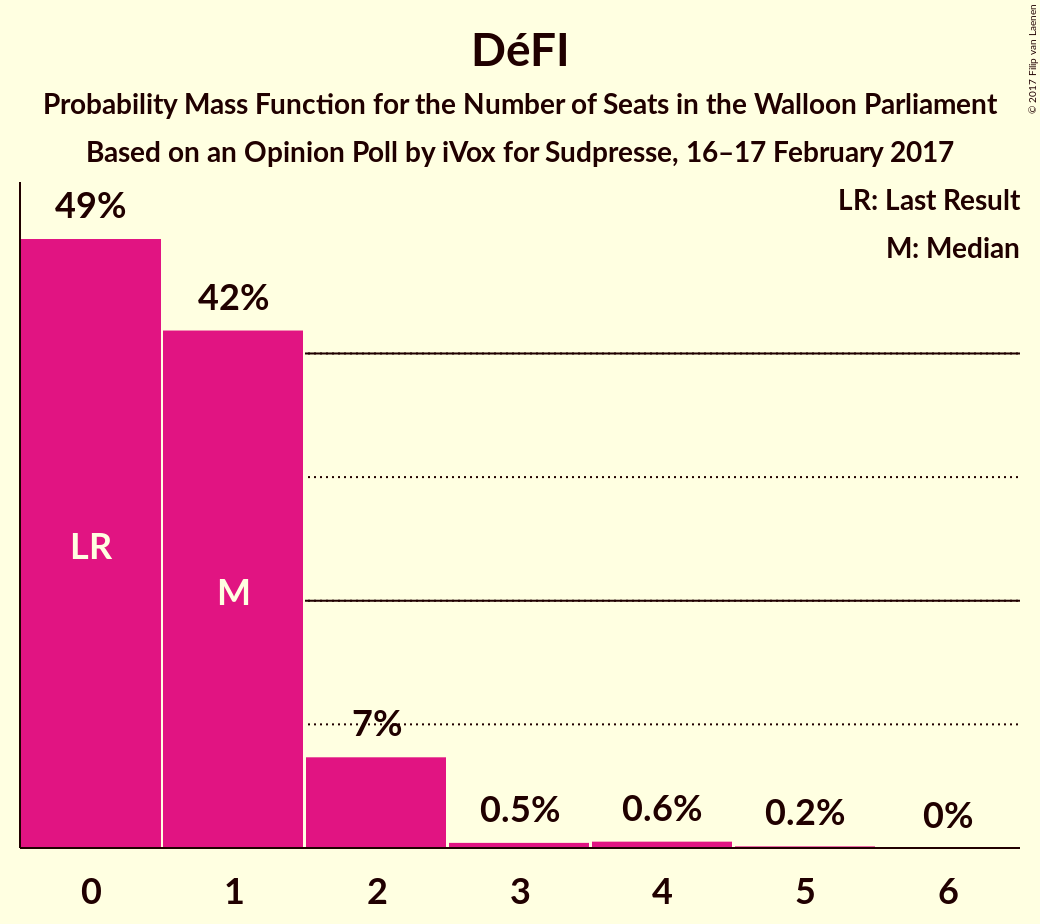 DéFI
Probability Mass Function for the Number of Seats in the Walloon Parliament
Based on an Opinion Poll by iVox for Sudpresse, 16–17 February 2017
© 2017 Filip van Laenen
LR: Last Result
M: Median
49%
42%
7%
0.5%
0.6%
0.2%
0%
LR
M
0 1 2 3 4 5 6